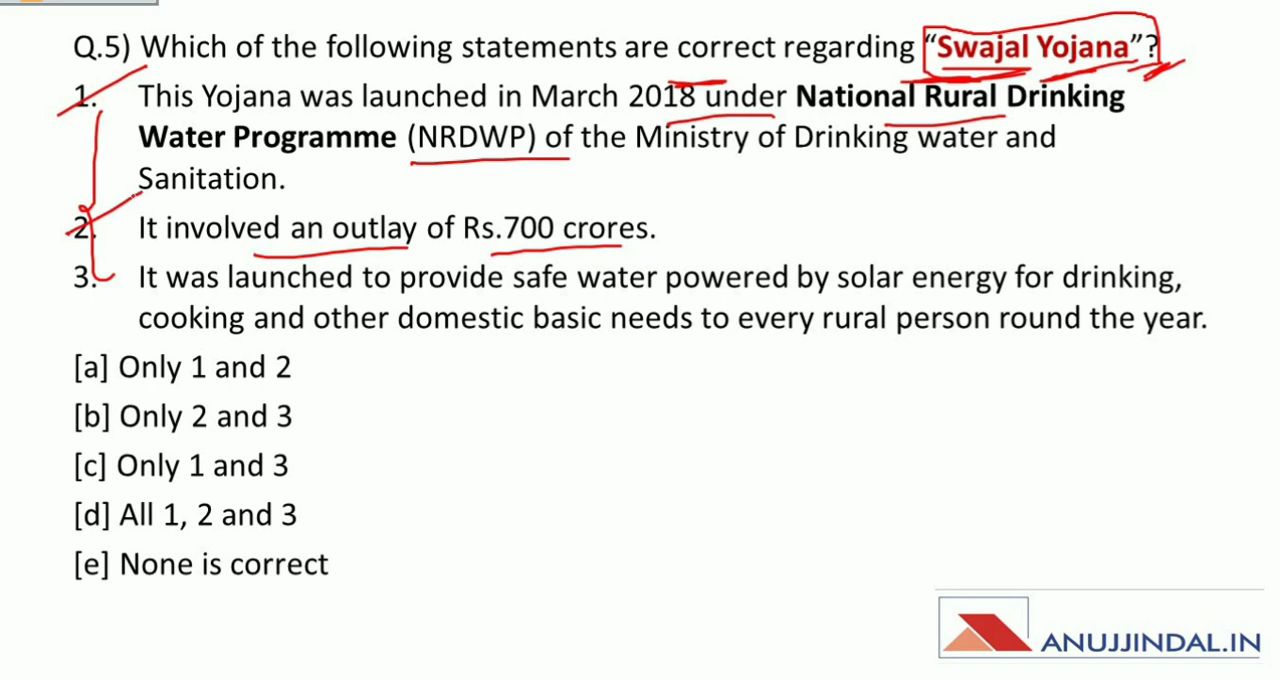 Q.5) Which of the following statements are correct regarding “Swajal Yojana”?
1. This Yojana was launched in March 2018 under National Rural Drinking
Water Programme (NRDWP) of the Ministry of Drinking water and
Sanitation.
2. It involved an outlay of Rs.700 crores.
3. It was launched to provide safe water powered by solar energy for drinking,
cooking and other domestic basic needs to every rural person round the year.
[a] Only 1 and 2
[b] Only 2 and 3
[c] Only 1 and 3
[d] All 1, 2 and 3
[e] None is correct
ANUJJINDAL.IN